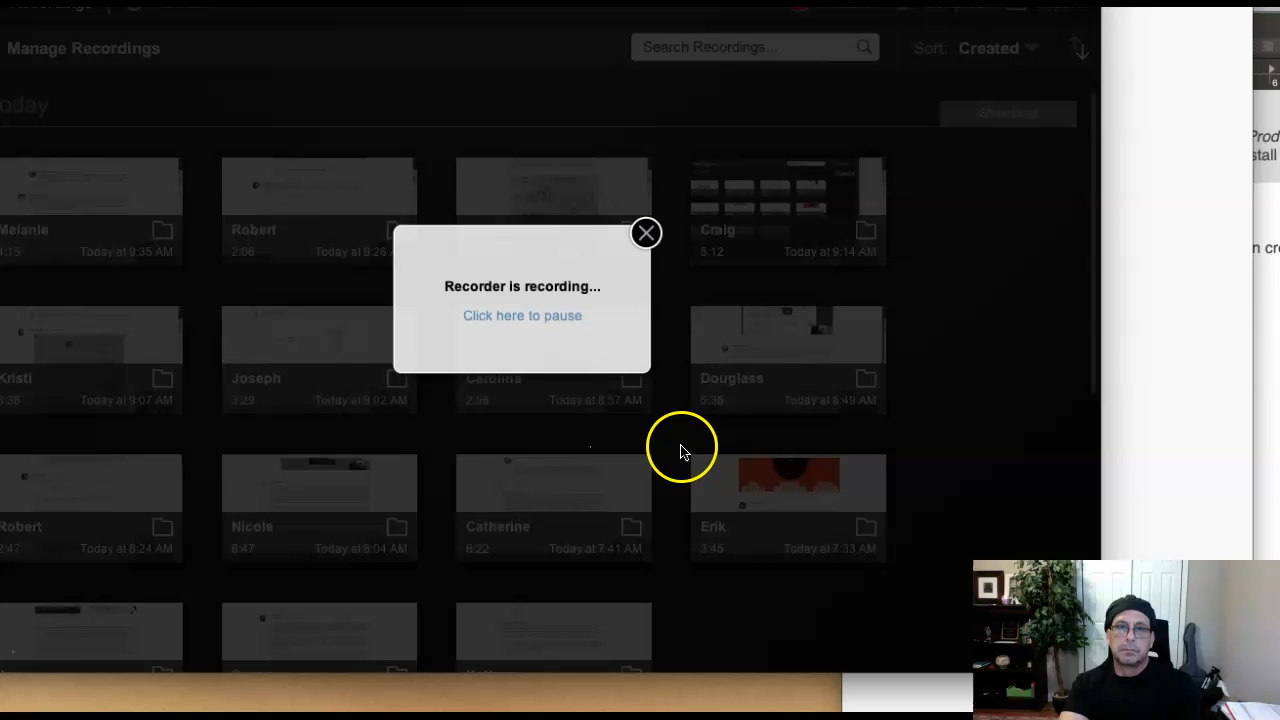 Manage Recordings
Search Recordings...
Sort: Created
6
oday
Prod
stall
Melanie
4:15 Today at 9:35 AM
Robert
2:06 Today at 9:26
Craig
5:12 Today at 9:14 AM
n cr
Recorder is recording...
Click here to pause
Kristi
3:38 Today at 9:07 AM
Joseph
3:29 Today at 9:02 AM
Carolina
2:56 Today at 8:57 AM
Douglass
5:36 Today at 8:49 AM
Robert
2:47 Today at 8:24 AM
Nicole
6:47 Today at 8:04 AM
Catherine
6:22 Today at 7:41 AM
Erik
3:45 Today at 7:33 AM